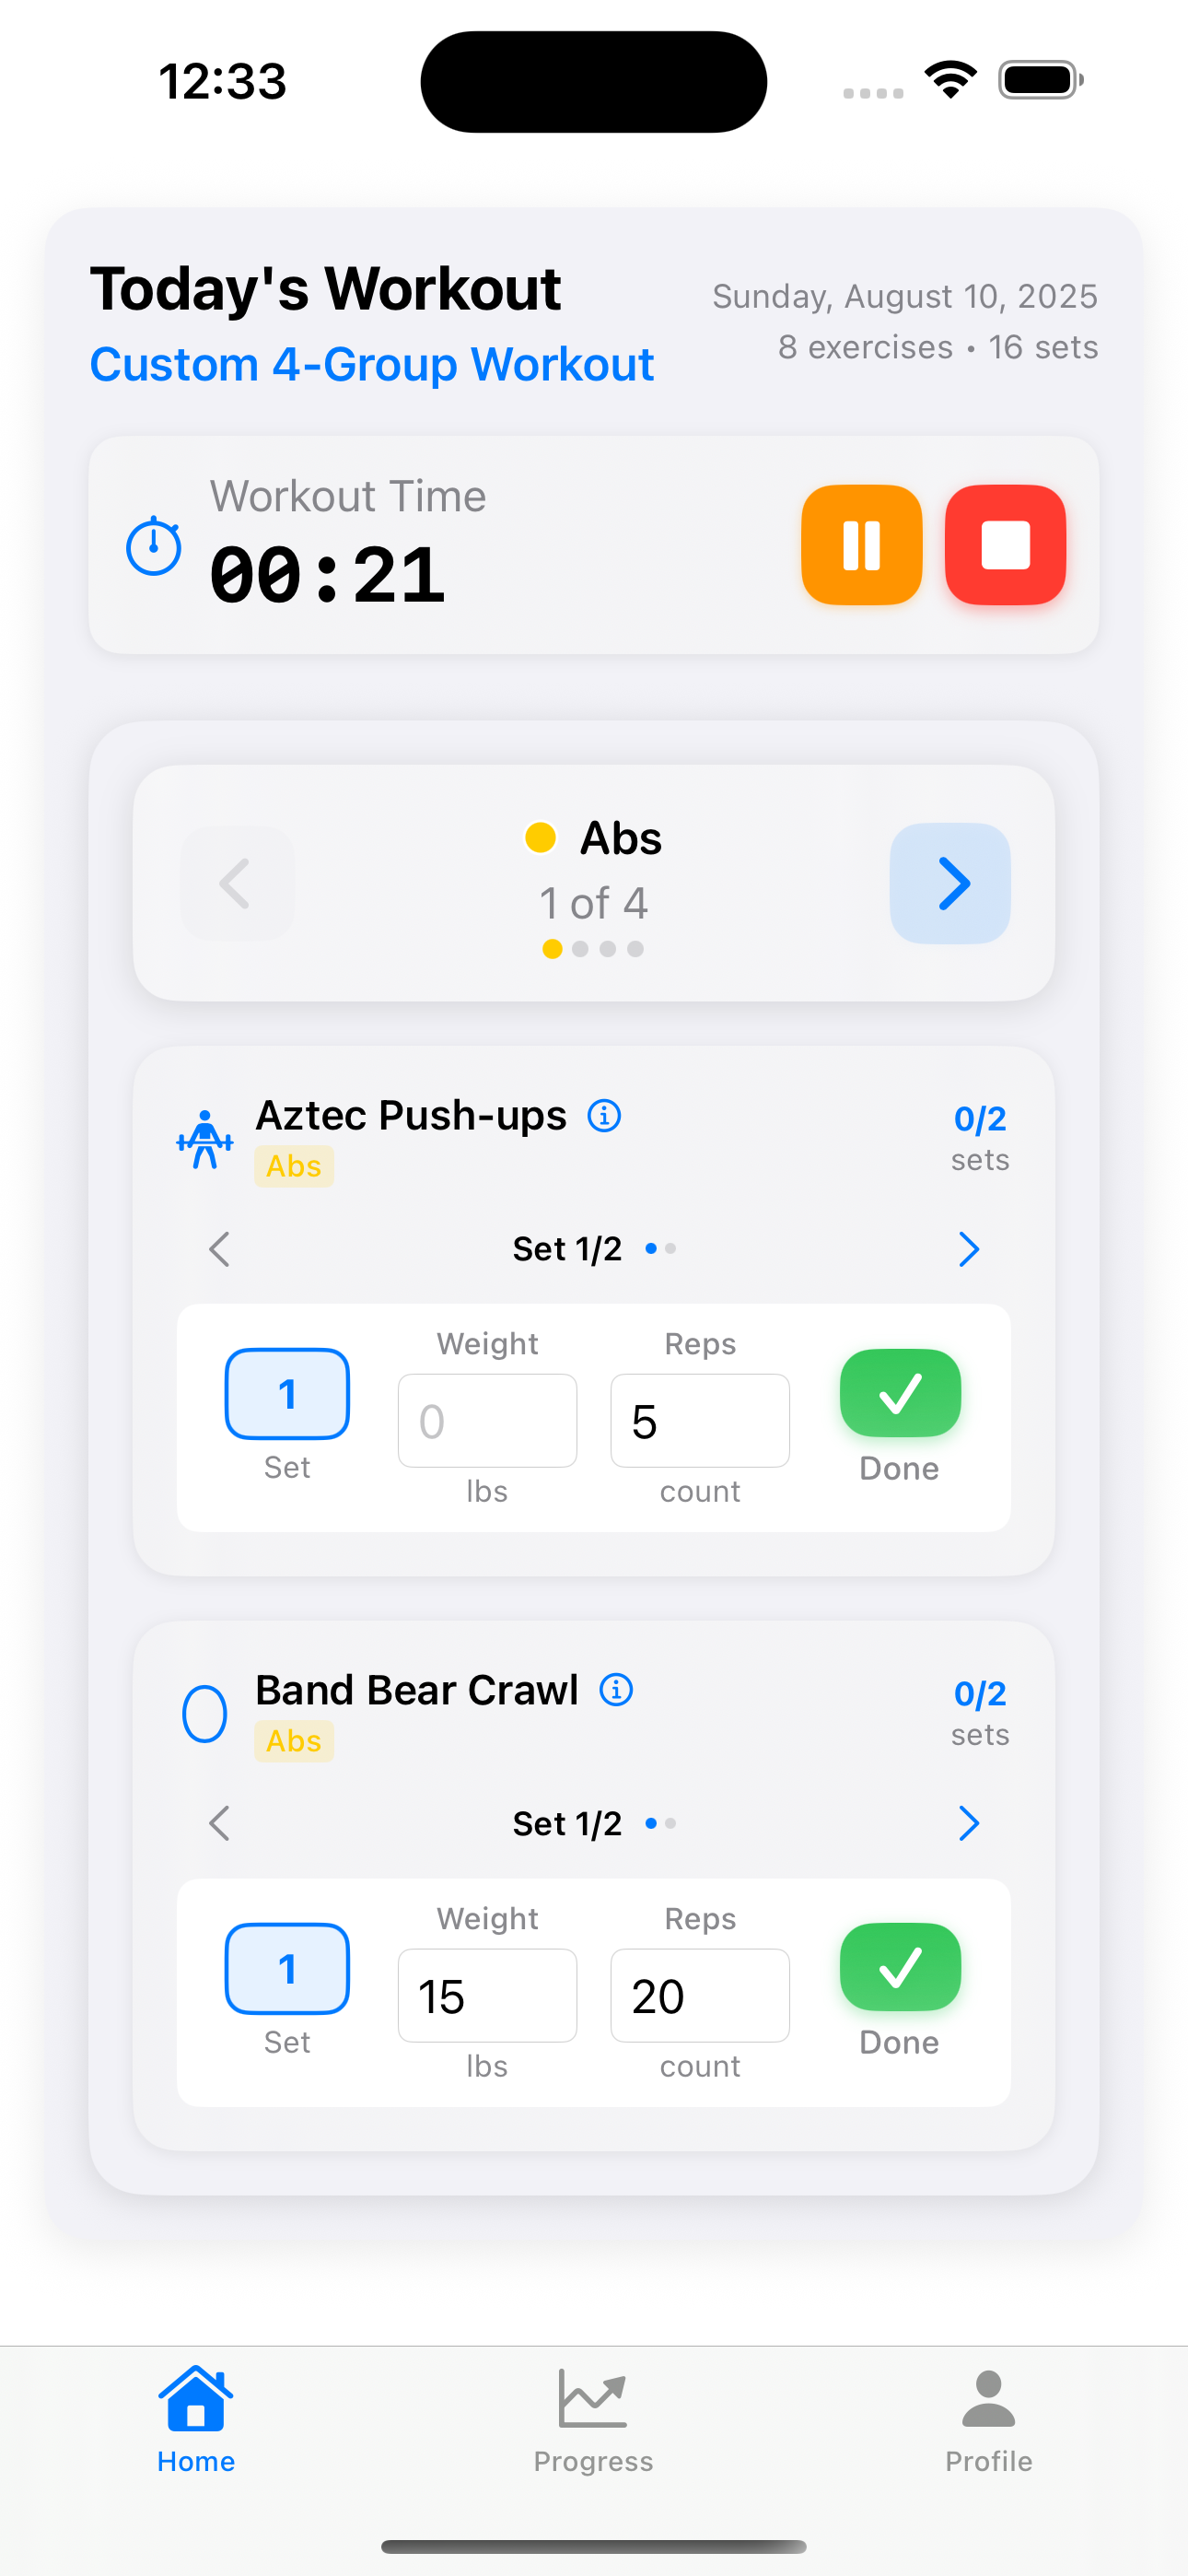 12:33
Today's Workout
Sunday, August 10, 2025
Custom 4-Group Workout
8 exercises • 16 sets
Workout Time
00:21
Abs
1 of 4
Aztec Push-ups
0/2
Abs
sets
Set 1/2
Weight
Reps
1
0
5
Set
lbs
count
Done
Band Bear Crawl
0/2
Abs
sets
Set 1/2
Weight
Reps
1
15
20
Set
lbs
count
Done
Home
Progress
Profile